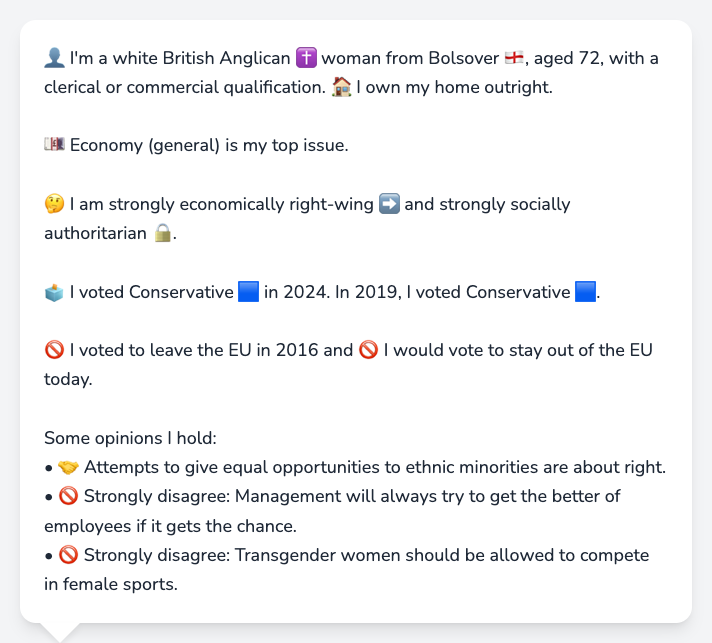 👤 I'm a white British Anglican ✝️ woman from Bolsover 🏴󠁧󠁢󠁥󠁮󠁧󠁿, aged 72, with a
clerical or commercial qualification. 🏠 I own my home outright.
💷 Economy (general) is my top issue.
🤔 I am strongly economically right-wing ➡️ and strongly socially
authoritarian 🔒.
🗳️ I voted Conservative 🟦 in 2024. In 2019, I voted Conservative 🟦.
🚫 I voted to leave the EU in 2016 and 🚫 I would vote to stay out of the EU
today.
Some opinions I hold:
• 🤝 Attempts to give equal opportunities to ethnic minorities are about right.
• 🚫 Strongly disagree: Management will always try to get the better of
employees if it gets the chance.
• 🚫 Strongly disagree: Transgender women should be allowed to compete
in female sports.